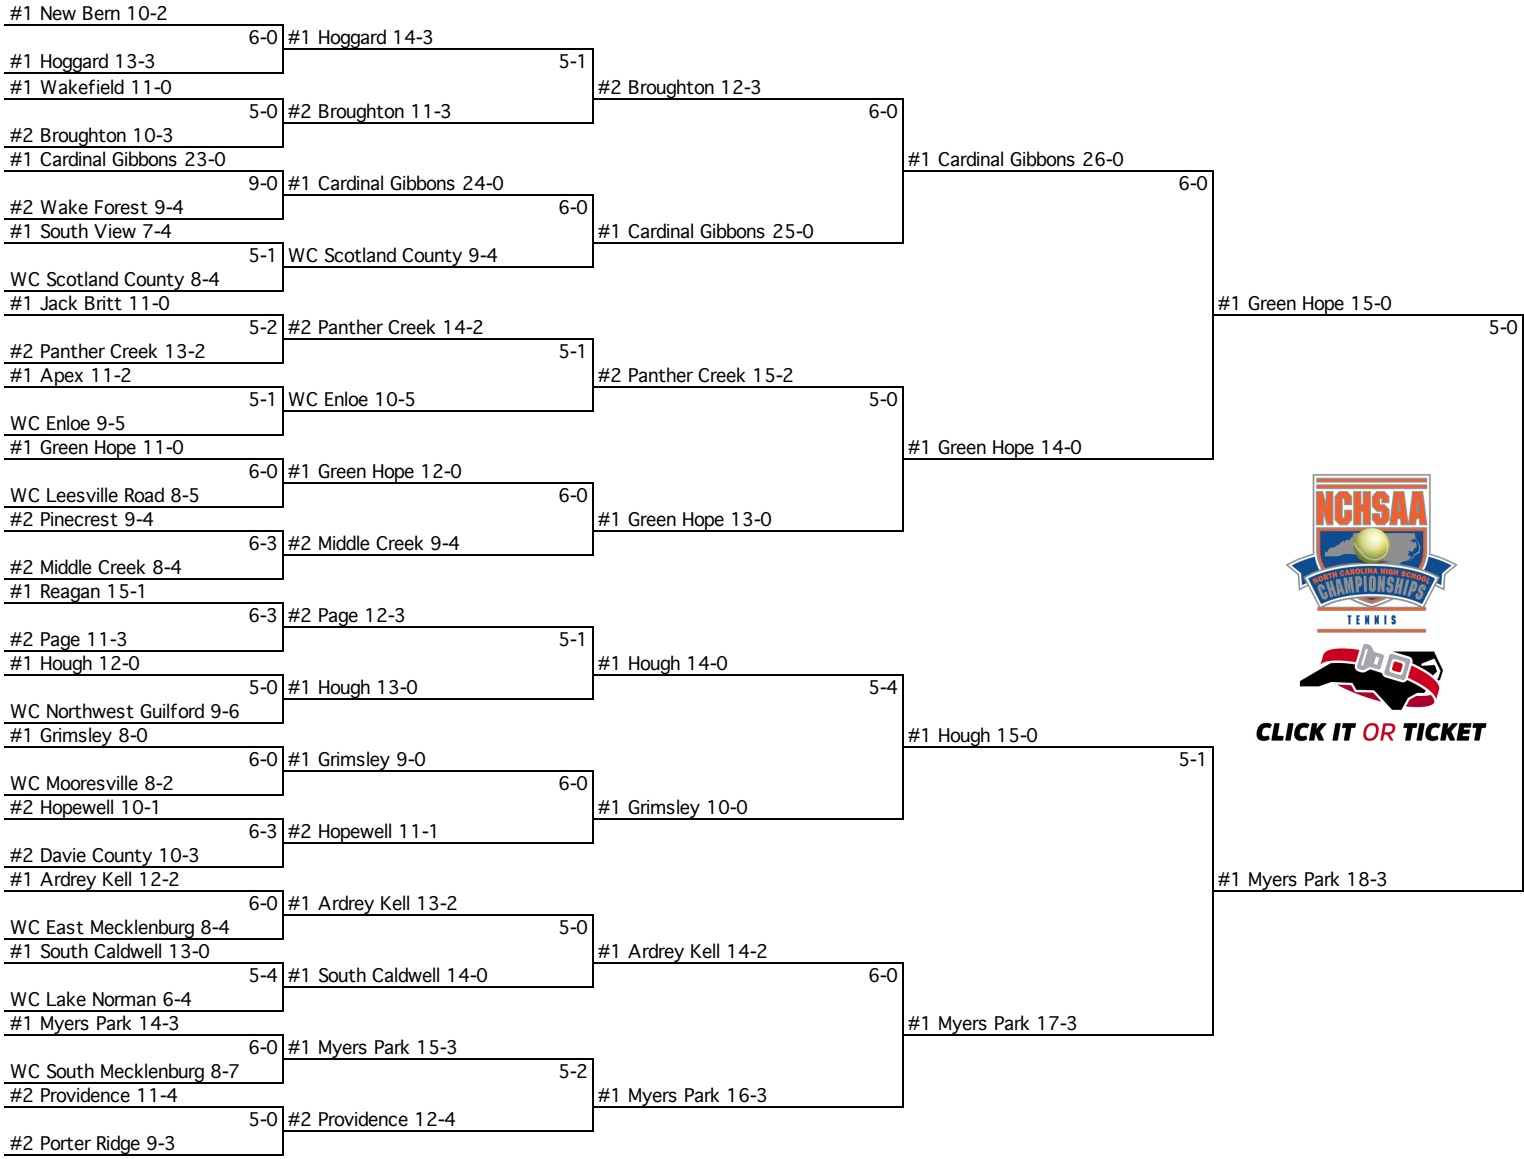 #1 New Bern 10-2
6-0
#1 Hoggard 14-3
#1 Hoggard 13-3
5-1
#1 Wakefield 11-0
#2 Broughton 12-3
5-0
#2 Broughton 11-3
6-0
#2 Broughton 10-3
#1 Cardinal Gibbons 23-0
#1 Cardinal Gibbons 26-0
9-0
#1 Cardinal Gibbons 24-0
6-0
#2 Wake Forest 9-4
6-0
#1 South View 7-4
#1 Cardinal Gibbons 25-0
5-1
WC Scotland County 9-4
WC Scotland County 8-4
#1 Jack Britt 11-0
#1 Green Hope 15-0
5-2
#2 Panther Creek 14-2
5-0
#2 Panther Creek 13-2
5-1
#1 Apex 11-2
#2 Panther Creek 15-2
5-1
WC Enloe 10-5
5-0
WC Enloe 9-5
#1 Green Hope 11-0
#1 Green Hope 14-0
6-0
#1 Green Hope 12-0
WC Leesville Road 8-5
6-0
#2 Pinecrest 9-4
#1 Green Hope 13-0
6-3
#2 Middle Creek 9-4
#2 Middle Creek 8-4
NCHSAA
NORTH CAROLINA HIGH SCHOOL
CHAMPIONSHIPS
TENNIS
#1 Reagan 15-1
6-3
#2 Page 12-3
#2 Page 11-3
5-1
#1 Hough 12-0
#1 Hough 14-0
5-0
#1 Hough 13-0
5-4
WC Northwest Guilford 9-6
CLICK IT OR TICKET
#1 Grimsley 8-0
#1 Hough 15-0
6-0
#1 Grimsley 9-0
5-1
WC Mooresville 8-2
6-0
#2 Hopewell 10-1
#1 Grimsley 10-0
6-3
#2 Hopewell 11-1
#2 Davie County 10-3
#1 Ardrey Kell 12-2
#1 Myers Park 18-3
6-0
#1 Ardrey Kell 13-2
WC East Mecklenburg 8-4
5-0
#1 South Caldwell 13-0
#1 Ardrey Kell 14-2
5-4
#1 South Caldwell 14-0
6-0
WC Lake Norman 6-4
#1 Myers Park 14-3
#1 Myers Park 17-3
6-0
#1 Myers Park 15-3
WC South Mecklenburg 8-7
5-2
#2 Providence 11-4
#1 Myers Park 16-3
5-0
#2 Providence 12-4
#2 Porter Ridge 9-3